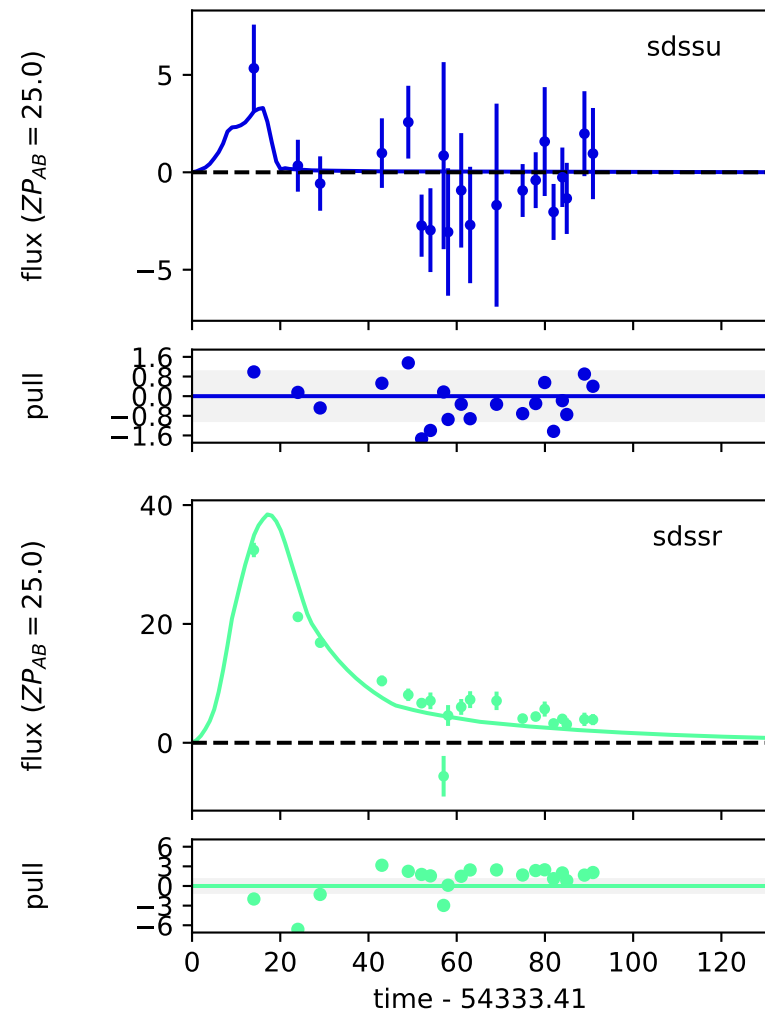 sdssu
flux (ZP_AB = 25.0)
5
0
−5
pull
1.6
0.8
0.0
−0.8
−1.6
sdssr
flux (ZP_AB = 25.0)
40
20
0
pull
6
3
0
−3
−6
0 20 40 60 80 100 120
time - 54333.41